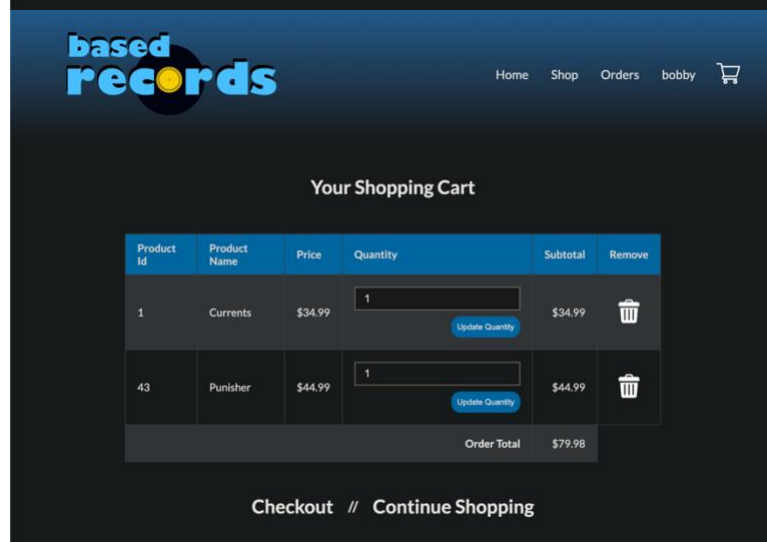 based
records
Home Shop Orders bobby
Your Shopping Cart
Product Id Product Name Price Quantity Subtotal Remove
1 Currents $34.99 1 $34.99
Update Quantity
43 Punisher $44.99 1 $44.99
Update Quantity
Order Total $79.98
Checkout // Continue Shopping